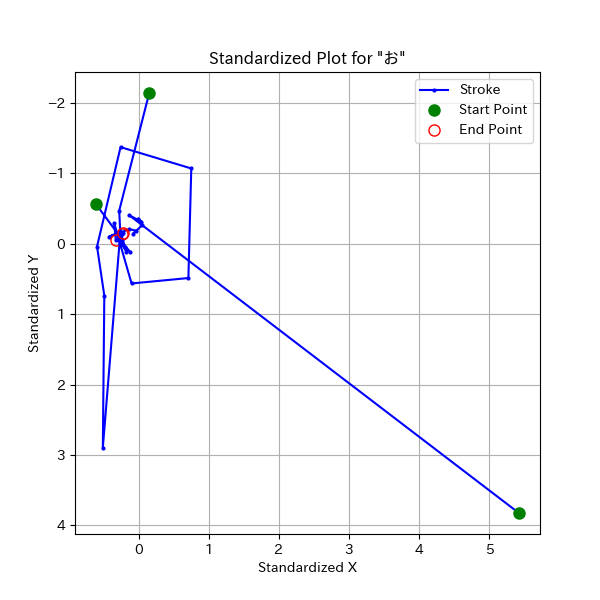 Standardized Plot for "お"
Stroke
Start Point
End Point
−2
−1
0
1
2
3
4
Standardized Y
0
1
2
3
4
5
Standardized X